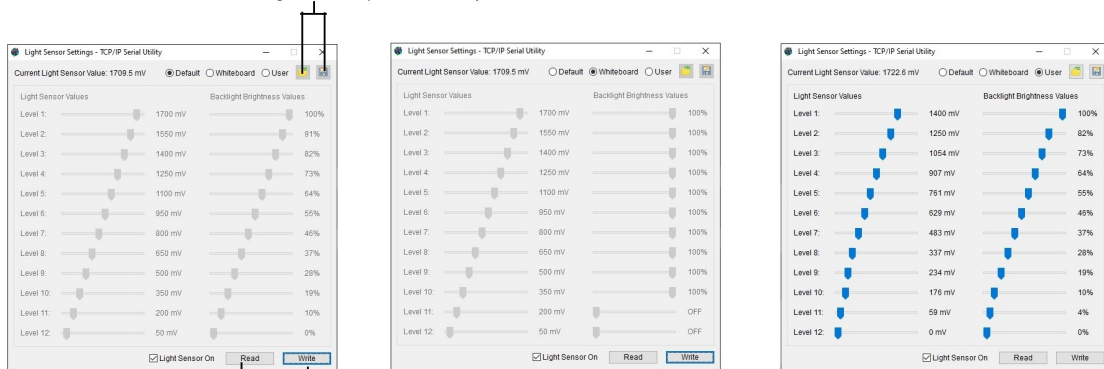 Light Sensor Settings - TCP/IP Serial Utility
Current Light Sensor Value: 1709.5 mV Default Whiteboard User
Light Sensor Values Backlight Brightness Values
Level 1: 1700 mV 100%
Level 2: 1550 mV 91%
Level 3: 1400 mV 82%
Level 4: 1250 mV 73%
Level 5: 1100 mV 64%
Level 6: 950 mV 55%
Level 7: 800 mV 46%
Level 8: 650 mV 37%
Level 9: 500 mV 28%
Level 10: 350 mV 19%
Level 11: 200 mV 10%
Level 12: 50 mV 0%
Light Sensor On Read Write
Light Sensor Settings - TCP/IP Serial Utility
Current Light Sensor Value: 1709.5 mV Default Whiteboard User
Light Sensor Values Backlight Brightness Values
Level 1: 1700 mV 100%
Level 2: 1550 mV 100%
Level 3: 1400 mV 100%
Level 4: 1250 mV 100%
Level 5: 1100 mV 100%
Level 6: 950 mV 100%
Level 7: 800 mV 100%
Level 8: 650 mV 100%
Level 9: 500 mV 100%
Level 10: 350 mV 100%
Level 11: 200 mV OFF
Level 12: 50 mV OFF
Light Sensor On Read Write
Light Sensor Settings - TCP/IP Serial Utility
Current Light Sensor Value: 1722.6 mV Default Whiteboard User
Light Sensor Values Backlight Brightness Values
Level 1: 1400 mV 100%
Level 2: 1250 mV 82%
Level 3: 1054 mV 73%
Level 4: 907 mV 64%
Level 5: 761 mV 55%
Level 6: 629 mV 46%
Level 7: 483 mV 37%
Level 8: 337 mV 28%
Level 9: 234 mV 19%
Level 10: 176 mV 10%
Level 11: 59 mV 4%
Level 12: 0 mV 0%
Light Sensor On Read Write